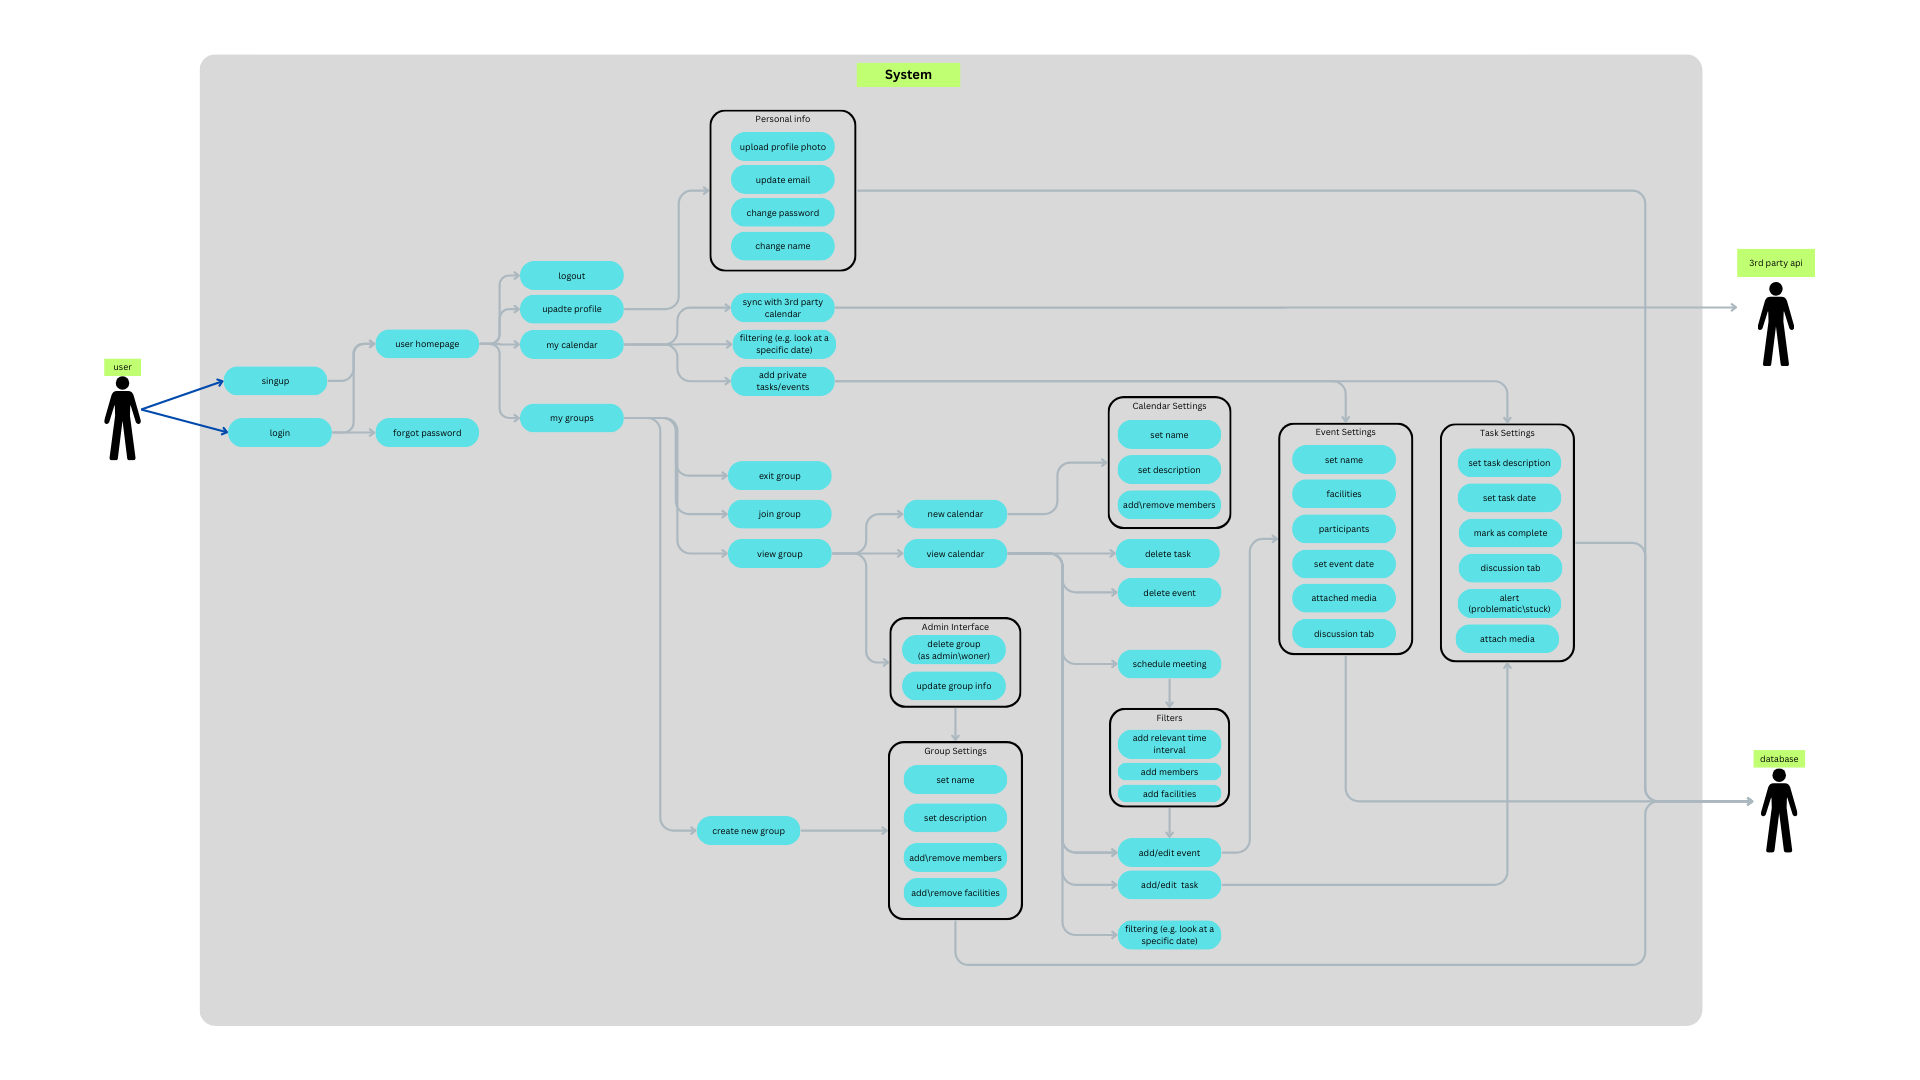 System
Personal info
upload profile photo
update email
change password
change name
3rd party api
logout
upadte profile
my calendar
user homepage
sync with 3rd party
calendar
filtering (e.g. look at a
specific date)
add private
tasks/events
user
singup
login
forgot password
my groups
exit group
join group
view group
new calendar
view calendar
Calendar Settings
set name
set description
add\remove members
delete task
delete event
Event Settings
set name
facilities
participants
set event date
attached media
discussion tab
Task Settings
set task description
set task date
mark as complete
discussion tab
alert
(problematic\stuck)
attach media
Admin Interface
delete group
(as admin\woner)
update group info
schedule meeting
Filters
add relevant time
interval
add members
add facilities
database
Group Settings
set name
set description
add\remove members
add\remove facilities
create new group
add/edit event
add/edit task
filtering (e.g. look at a
specific date)